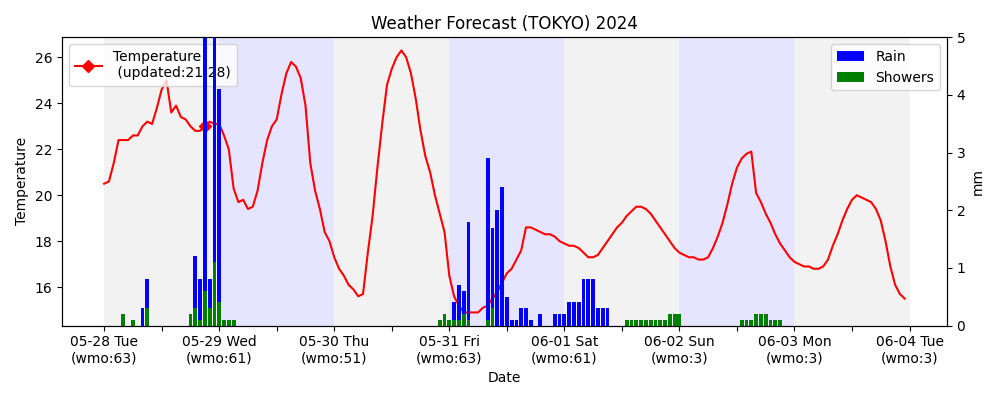 Weather Forecast (TOKYO) 2024
Temperature
(updated:21:28)
Rain
Showers
26
24
22
20
18
16
Temperature
5
4
3
2
1
0
mm
05-28 Tue
(wmo:63)
05-29 Wed
(wmo:61)
05-30 Thu
(wmo:51)
05-31 Fri
(wmo:63)
06-01 Sat
(wmo:61)
06-02 Sun
(wmo:3)
06-03 Mon
(wmo:3)
06-04 Tue
(wmo:3)
Date